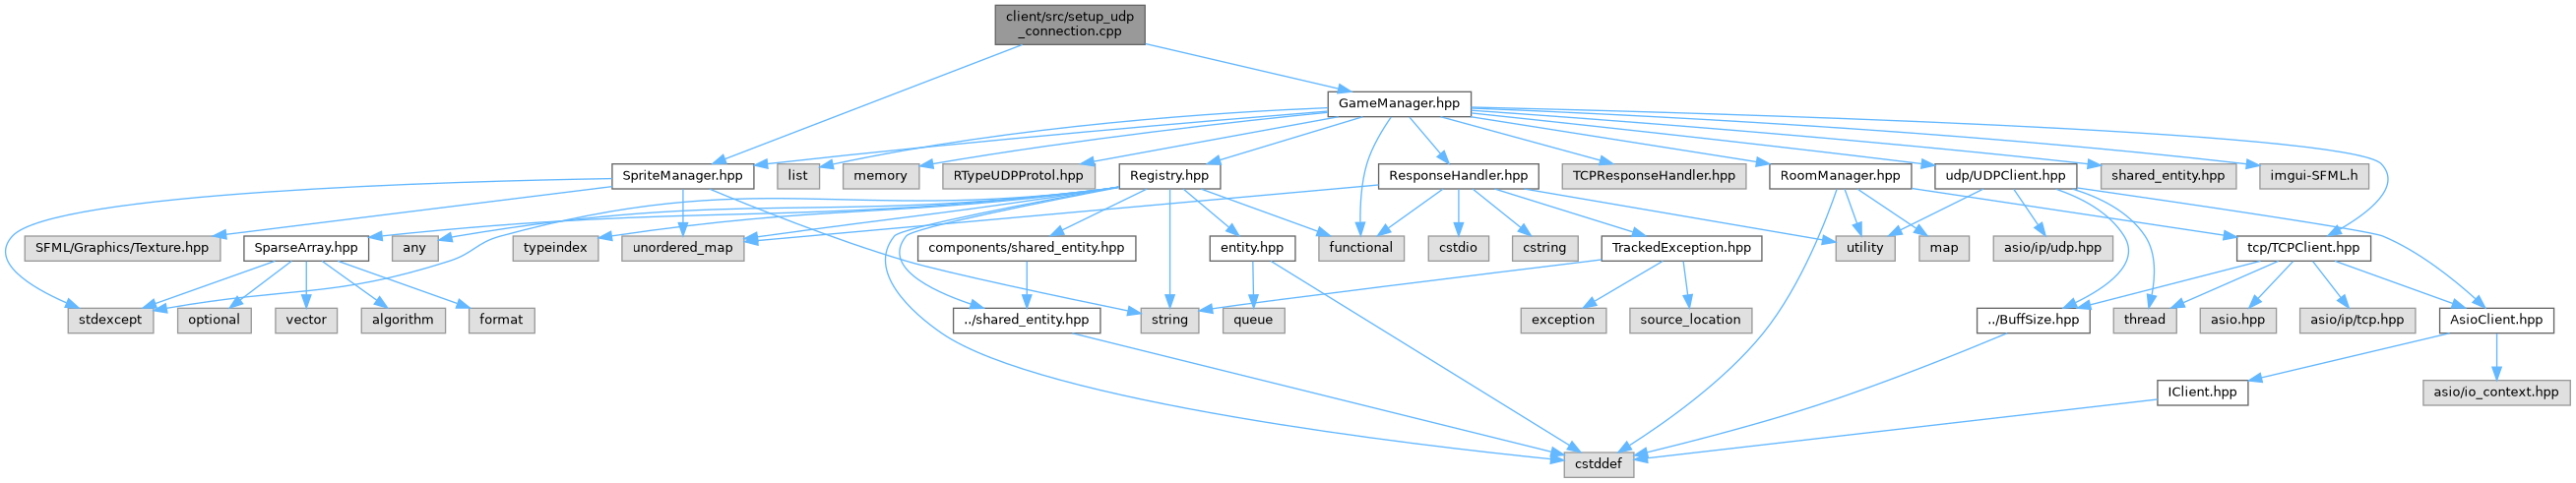 client/src/setup_udp
_connection.cpp
GameManager.hpp
SpriteManager.hpp
list
memory
RTypeUDPProtol.hpp
Registry.hpp
ResponseHandler.hpp
TCPResponseHandler.hpp
RoomManager.hpp
udp/UDPClient.hpp
shared_entity.hpp
imgui-SFML.h
SFML/Graphics/Texture.hpp
SparseArray.hpp
any
typeindex
unordered_map
components/shared_entity.hpp
entity.hpp
functional
cstdio
cstring
TrackedException.hpp
utility
map
asio/ip/udp.hpp
tcp/TCPClient.hpp
stdexcept
optional
vector
algorithm
format
../shared_entity.hpp
string
queue
exception
source_location
../BuffSize.hpp
thread
asio.hpp
asio/ip/tcp.hpp
AsioClient.hpp
IClient.hpp
asio/io_context.hpp
cstddef